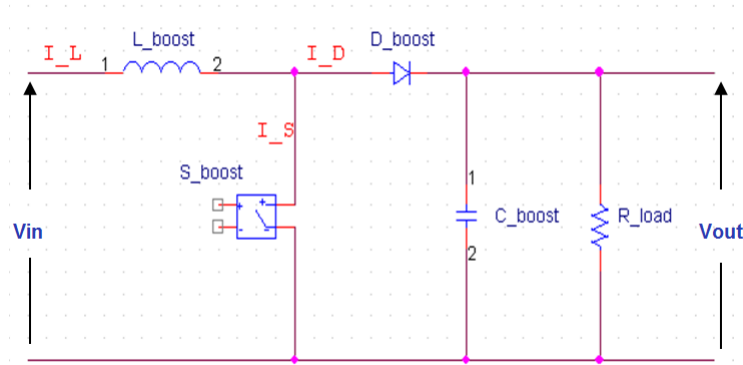 L_boost
D_boost
I_L
1
2
I_D
I_S
S_boost
1
C_boost
R_load
Vin
Vout
2